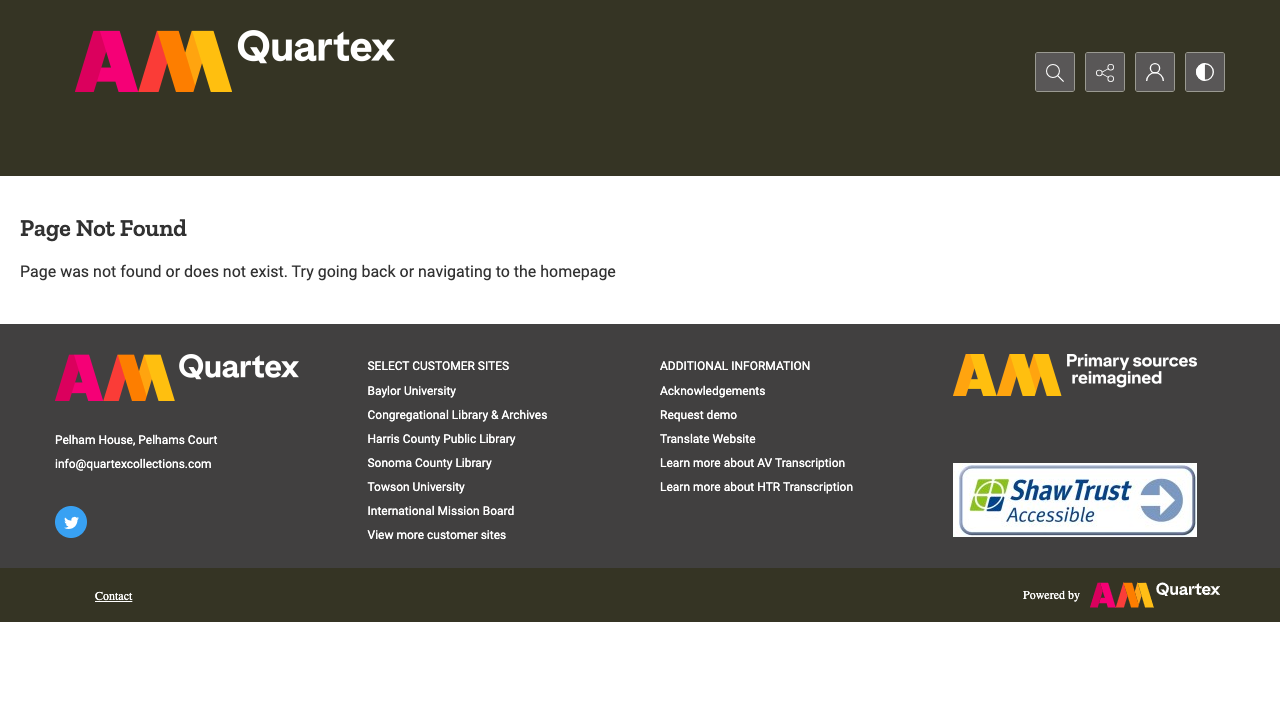 AM Quartex
Page Not Found
Page was not found or does not exist. Try going back or navigating to the homepage
AM Quartex
Pelham House, Pelhams Court
info@quartexcollections.com
SELECT CUSTOMER SITES
Baylor University
Congregational Library & Archives
Harris County Public Library
Sonoma County Library
Towson University
International Mission Board
View more customer sites
ADDITIONAL INFORMATION
Acknowledgements
Request demo
Translate Website
Learn more about AV Transcription
Learn more about HTR Transcription
AM Primary sources
reimagined
ShawTrust
Accessible
Contact
Powered by AM Quartex